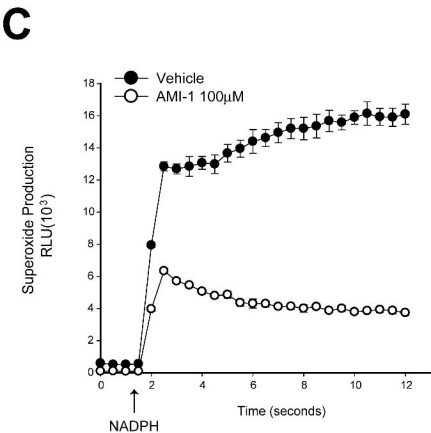 C
Vehicle
AMI-1 100μM
Superoxide Production
RLU(10³)
18
16
14
12
10
8
6
4
2
0
0
2
4
6
8
10
12
Time (seconds)
NADPH